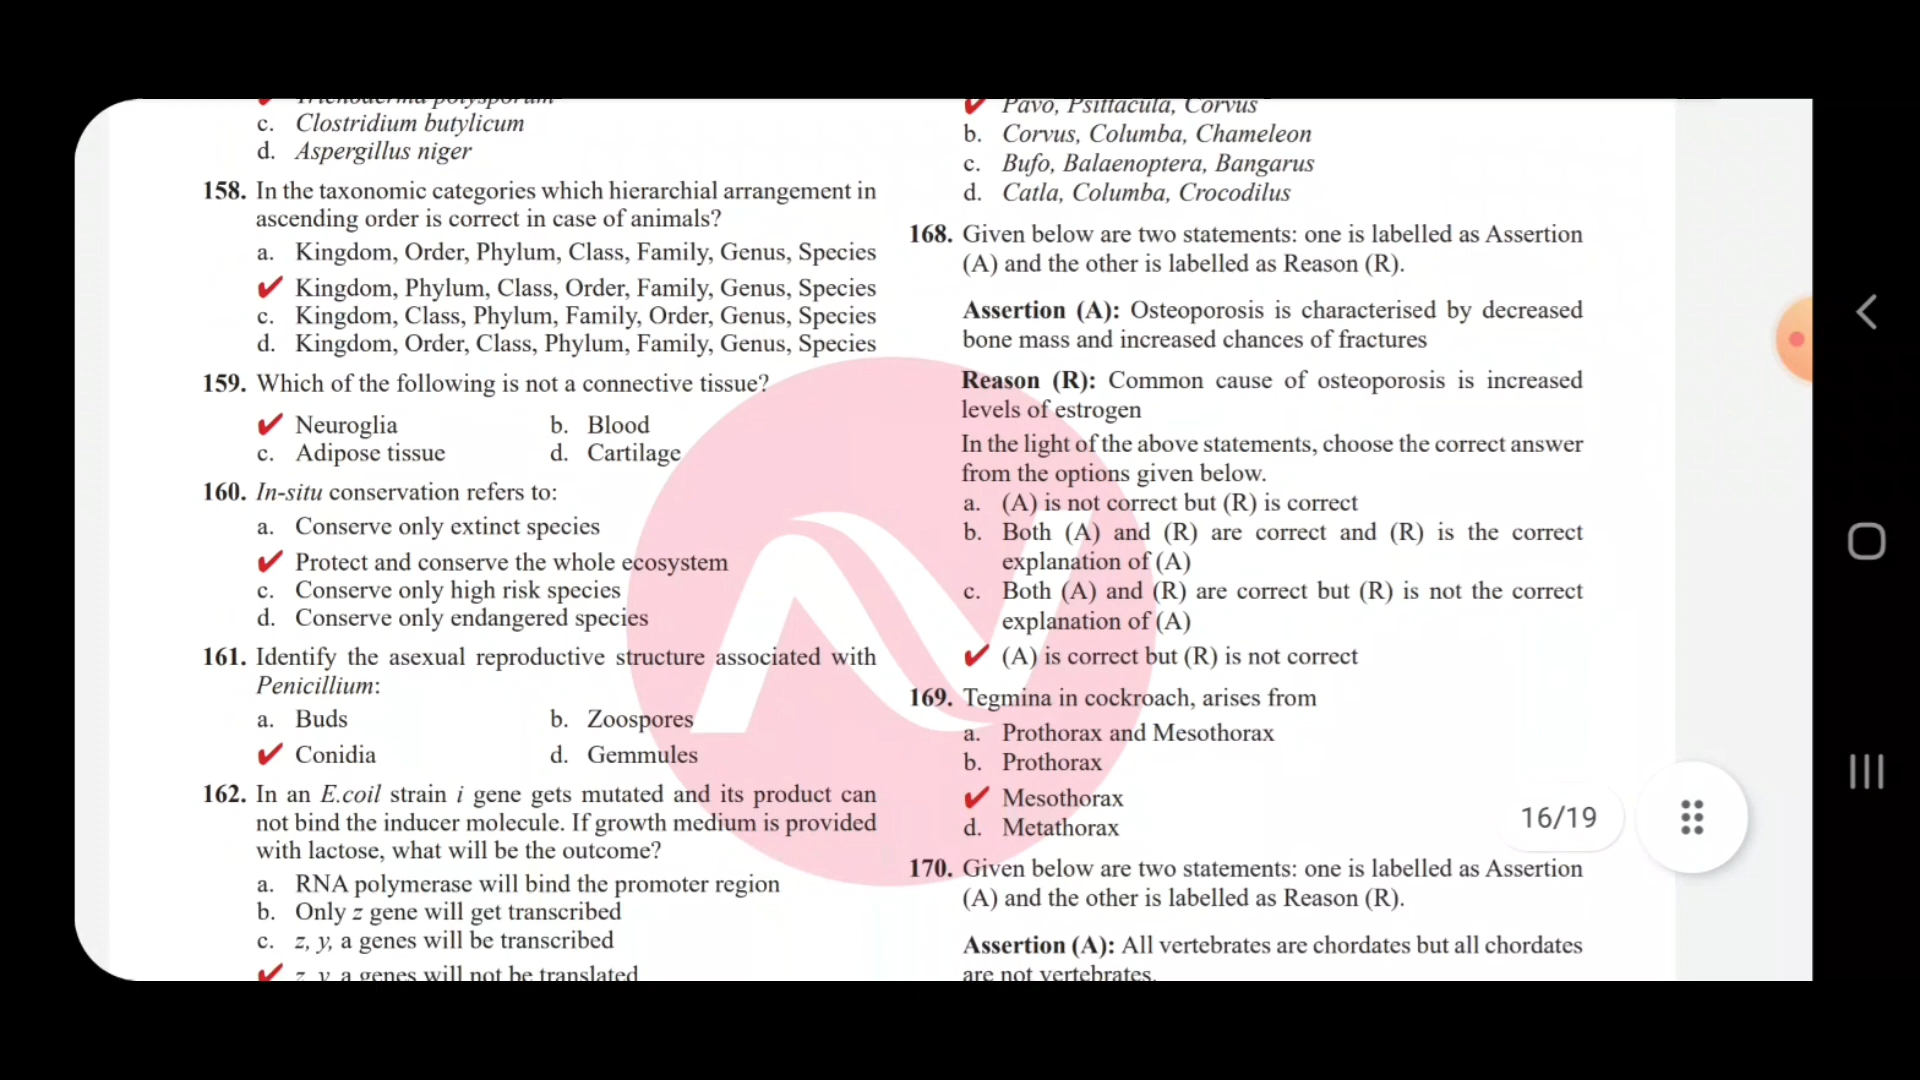 Trichoderma polysporum
c. Clostridium butylicum
d. Aspergillus niger
158. In the taxonomic categories which hierarchial arrangement in
ascending order is correct in case of animals?
a. Kingdom, Order, Phylum, Class, Family, Genus, Species
✔ Kingdom, Phylum, Class, Order, Family, Genus, Species
c. Kingdom, Class, Phylum, Family, Order, Genus, Species
d. Kingdom, Order, Class, Phylum, Family, Genus, Species
159. Which of the following is not a connective tissue?
✔ Neuroglia b. Blood
c. Adipose tissue d. Cartilage
160. In-situ conservation refers to:
a. Conserve only extinct species
✔ Protect and conserve the whole ecosystem
c. Conserve only high risk species
d. Conserve only endangered species
161. Identify the asexual reproductive structure associated with
Penicillium:
a. Buds b. Zoospores
✔ Conidia d. Gemmules
162. In an E.coil strain i gene gets mutated and its product can
not bind the inducer molecule. If growth medium is provided
with lactose, what will be the outcome?
a. RNA polymerase will bind the promoter region
b. Only z gene will get transcribed
c. z, y, a genes will be transcribed
✔ z, y, a genes will not be translated
✔ Pavo, Psittacula, Corvus
b. Corvus, Columba, Chameleon
c. Bufo, Balaenoptera, Bangarus
d. Catla, Columba, Crocodilus
168. Given below are two statements: one is labelled as Assertion
(A) and the other is labelled as Reason (R).
Assertion (A): Osteoporosis is characterised by decreased
bone mass and increased chances of fractures
Reason (R): Common cause of osteoporosis is increased
levels of estrogen
In the light of the above statements, choose the correct answer
from the options given below.
a. (A) is not correct but (R) is correct
b. Both (A) and (R) are correct and (R) is the correct
explanation of (A)
c. Both (A) and (R) are correct but (R) is not the correct
explanation of (A)
✔ (A) is correct but (R) is not correct
169. Tegmina in cockroach, arises from
a. Prothorax and Mesothorax
b. Prothorax
✔ Mesothorax
d. Metathorax
170. Given below are two statements: one is labelled as Assertion
(A) and the other is labelled as Reason (R).
Assertion (A): All vertebrates are chordates but all chordates
are not vertebrates.
16/19